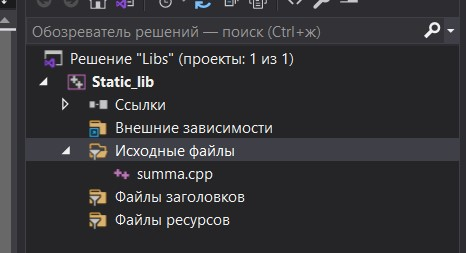 Обозреватель решений — поиск (Ctrl+ж)
Решение "Libs" (проекты: 1 из 1)
Static_lib
Ссылки
Внешние зависимости
Исходные файлы
summa.cpp
Файлы заголовков
Файлы ресурсов